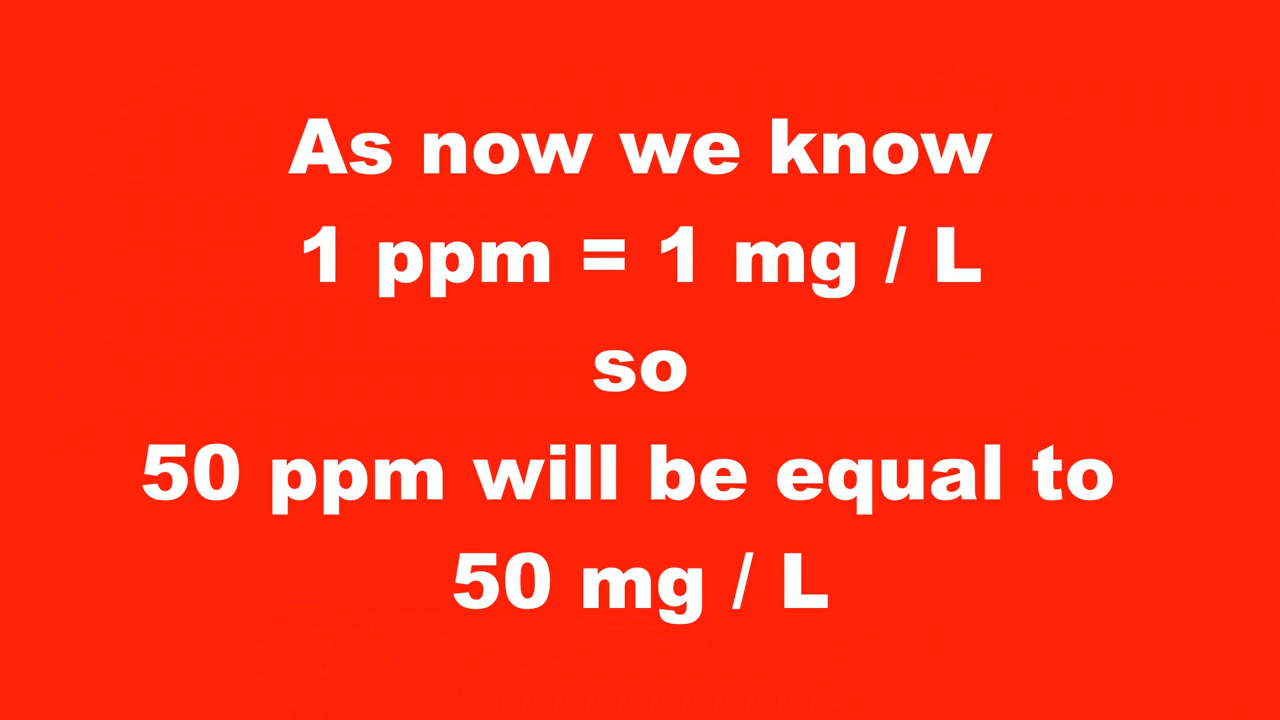 As now we know
1 ppm = 1 mg / L
so
50 ppm will be equal to
50 mg / L